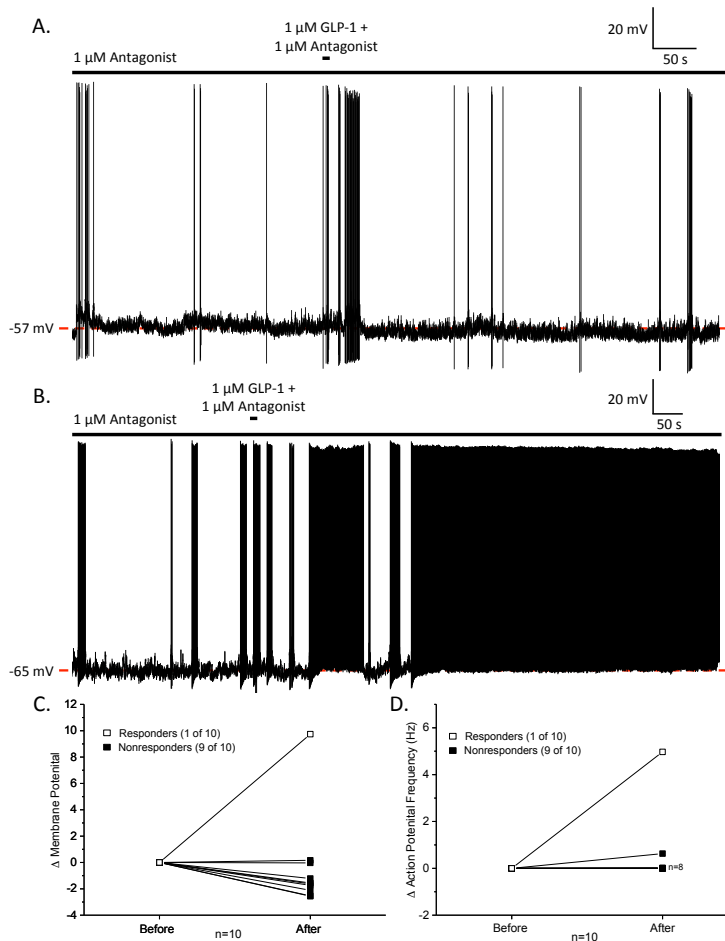 A.
1 μM GLP-1 +
1 μM Antagonist
20 mV
50 s
1 μM Antagonist
-57 mV
B.
1 μM GLP-1 +
1 μM Antagonist
20 mV
50 s
1 μM Antagonist
-65 mV
C.
12
10
8
6
4
2
0
-2
-4
Δ Membrane Potenital
Responders (1 of 10)
Nonresponders (9 of 10)
Before
After
n=10
D.
6
4
2
0
-2
Δ Action Potenital Frequency (Hz)
Responders (1 of 10)
Nonresponders (9 of 10)
n=8
Before
After
n=10